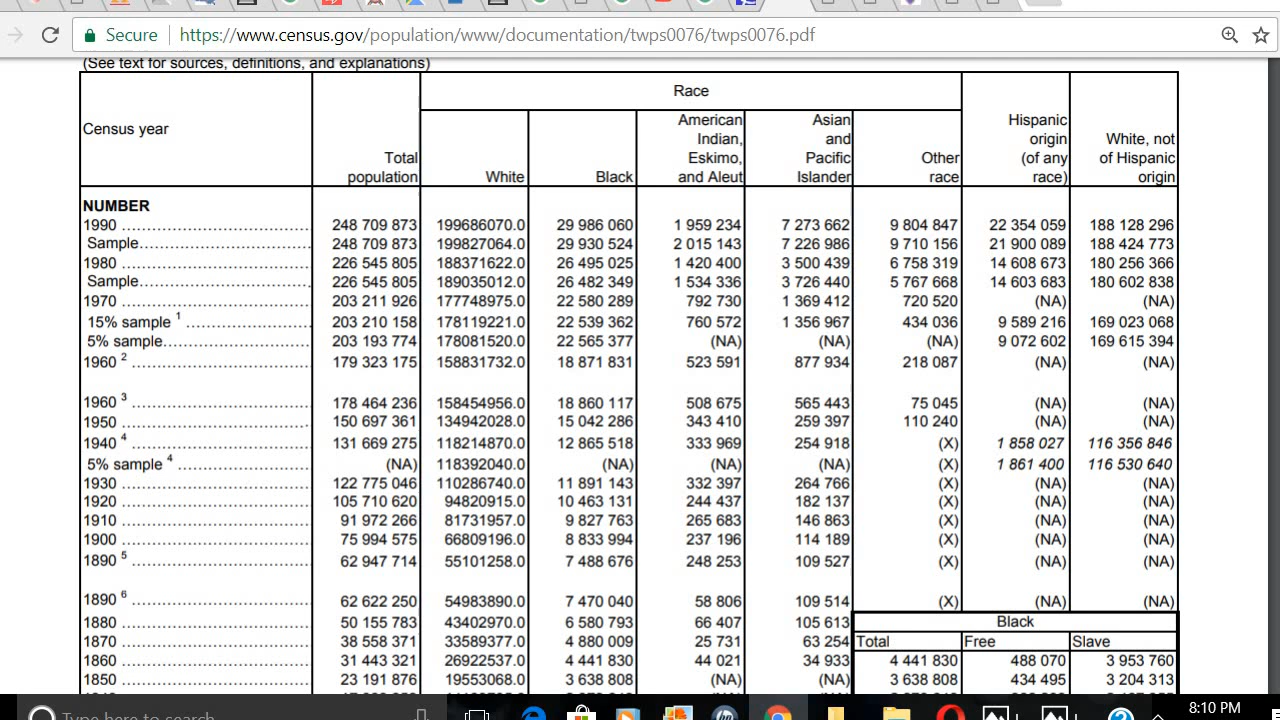 Secure | https://www.census.gov/population/www/documentation/twps0076/twps0076.pdf
(See text for sources, definitions, and explanations)
Census year
Total population
Race
White
Black
American Indian, Eskimo, and Aleut
Asian and Pacific Islander
Other race
Hispanic origin (of any race)
White, not of Hispanic origin
NUMBER
1990 248 709 873 199686070.0 29 986 060 1 959 234 7 273 662 9 804 847 22 354 059 188 128 296
Sample 248 709 873 199827064.0 29 930 524 2 015 143 7 226 986 9 710 156 21 900 089 188 424 773
1980 226 545 805 188371622.0 26 495 025 1 420 400 3 500 439 6 758 319 14 608 673 180 256 366
Sample 226 545 805 189035012.0 26 482 349 1 534 336 3 726 440 5 767 668 14 603 683 180 602 838
1970 203 211 926 177748975.0 22 580 289 792 730 1 369 412 720 520 (NA) (NA)
15% sample 1 203 210 158 178119221.0 22 539 362 760 572 1 356 967 434 036 9 589 216 169 023 068
5% sample 203 193 774 178081520.0 22 565 377 (NA) (NA) (NA) 9 072 602 169 615 394
1960 2 179 323 175 158831732.0 18 871 831 523 591 877 934 218 087 (NA) (NA)
1960 3 178 464 236 158454956.0 18 860 117 508 675 565 443 75 045 (NA) (NA)
1950 150 697 361 134942028.0 15 042 286 343 410 259 397 110 240 (NA) (NA)
1940 4 131 669 275 118214870.0 12 865 518 333 969 254 918 (X) 1 858 027 116 356 846
5% sample 4 (NA) 118392040.0 (NA) (NA) (NA) (X) 1 861 400 116 530 640
1930 122 775 046 110286740.0 11 891 143 332 397 264 766 (X) (NA) (NA)
1920 105 710 620 94820915.0 10 463 131 244 437 182 137 (X) (NA) (NA)
1910 91 972 266 81731957.0 9 827 763 265 683 146 863 (X) (NA) (NA)
1900 75 994 575 66809196.0 8 833 994 237 196 114 189 (X) (NA) (NA)
1890 5 62 947 714 55101258.0 7 488 676 248 253 109 527 (X) (NA) (NA)
1890 6 62 622 250 54983890.0 7 470 040 58 806 109 514 (X) (NA) (NA)
1880 50 155 783 43402970.0 6 580 793 66 407 105 613 Black
1870 38 558 371 33589377.0 4 880 009 25 731 63 254 Total Free Slave
1860 31 443 321 26922537.0 4 441 830 44 021 34 933 4 441 830 488 070 3 953 760
1850 23 191 876 19553068.0 3 638 808 (NA) (NA) 3 638 808 434 495 3 204 313
Type here to search
8:10 PM